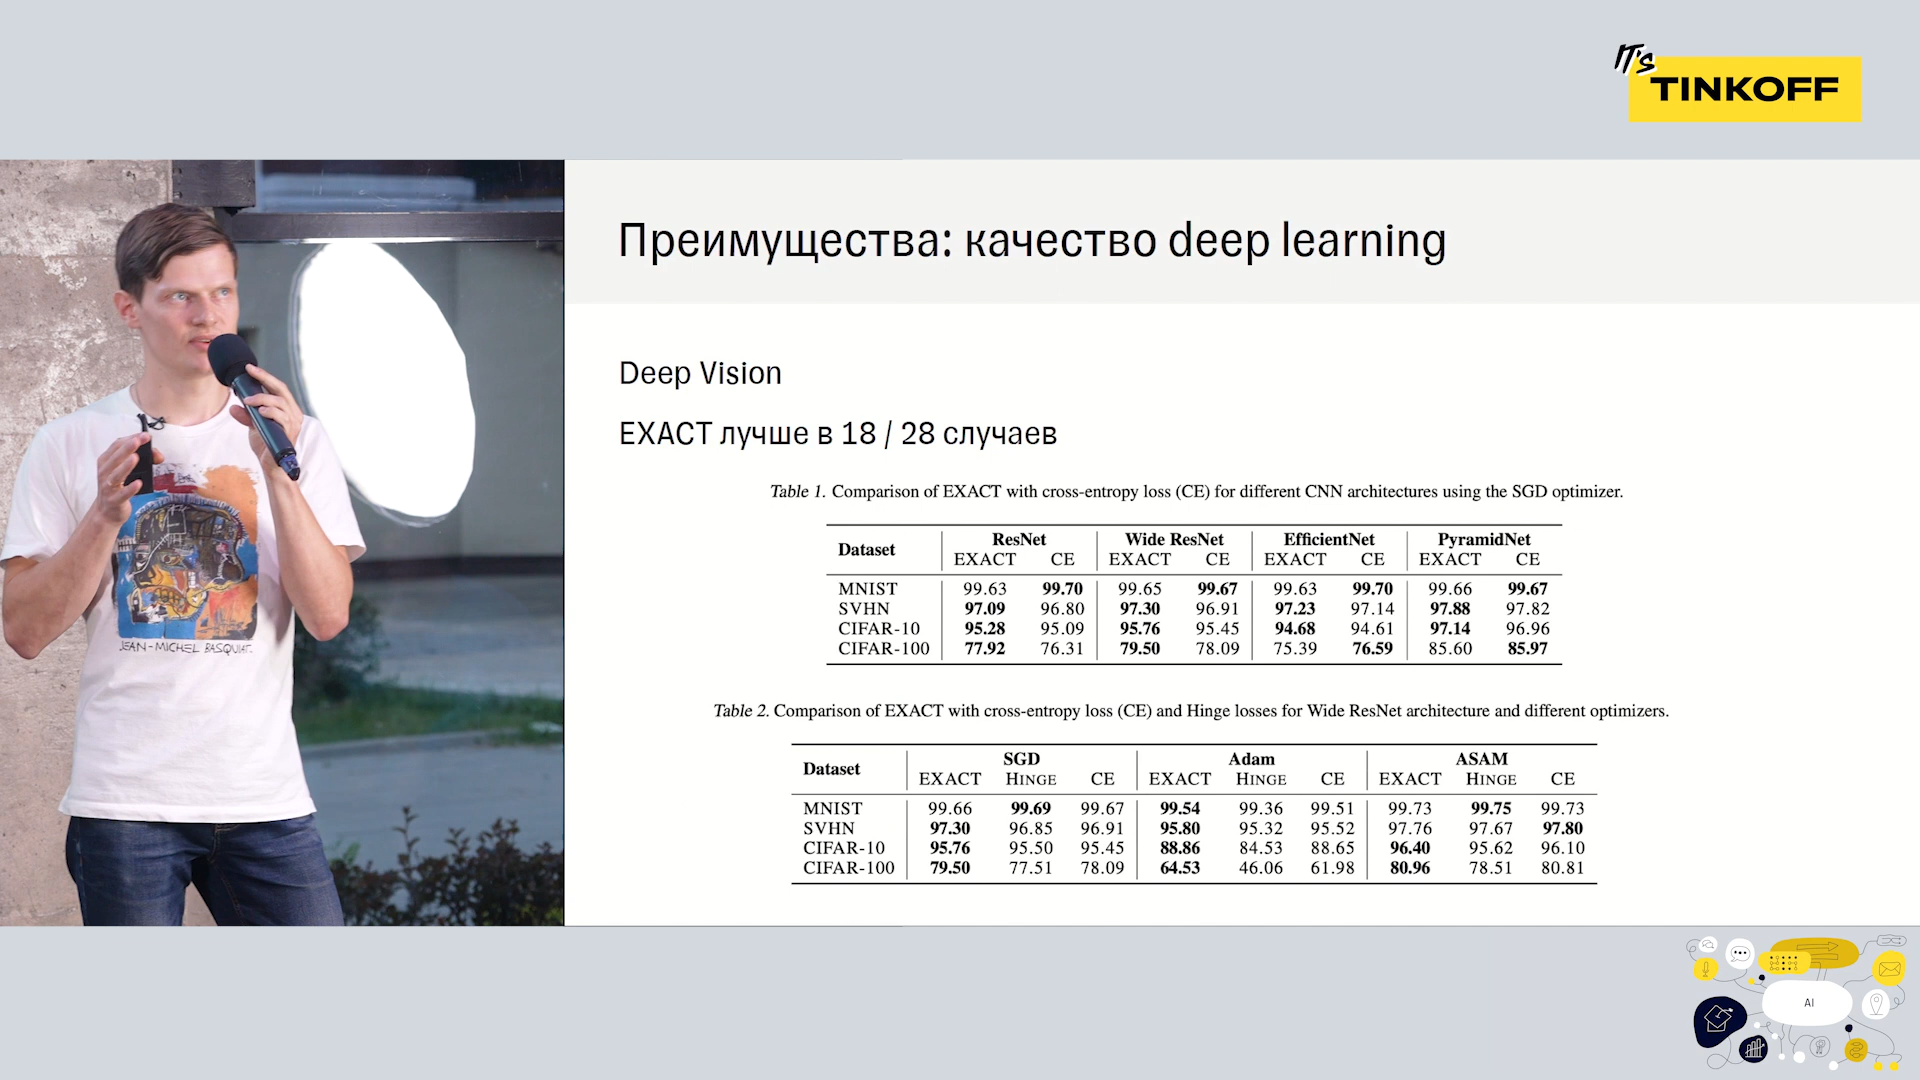 IT's
TINKOFF
Преимущества: качество deep learning
Deep Vision
EXACT лучше в 18 / 28 случаев
Table 1. Comparison of EXACT with cross-entropy loss (CE) for different CNN architectures using the SGD optimizer.
Dataset ResNet Wide ResNet EfficientNet PyramidNet
EXACT CE EXACT CE EXACT CE EXACT CE
MNIST 99.63 99.70 99.65 99.67 99.63 99.70 99.66 99.67
SVHN 97.09 96.80 97.30 96.91 97.23 97.14 97.88 97.82
CIFAR-10 95.28 95.09 95.76 95.45 94.68 94.61 97.14 96.96
CIFAR-100 77.92 76.31 79.50 78.09 75.39 76.59 85.60 85.97
Table 2. Comparison of EXACT with cross-entropy loss (CE) and Hinge losses for Wide ResNet architecture and different optimizers.
Dataset SGD Adam ASAM
EXACT HINGE CE EXACT HINGE CE EXACT HINGE CE
MNIST 99.66 99.69 99.67 99.54 99.36 99.51 99.73 99.75 99.73
SVHN 97.30 96.85 96.91 95.80 95.32 95.52 97.76 97.67 97.80
CIFAR-10 95.76 95.50 95.45 88.86 84.53 88.65 96.40 95.62 96.10
CIFAR-100 79.50 77.51 78.09 64.53 46.06 61.98 80.96 78.51 80.81
JEAN-MICHEL BASQUIAT
AI